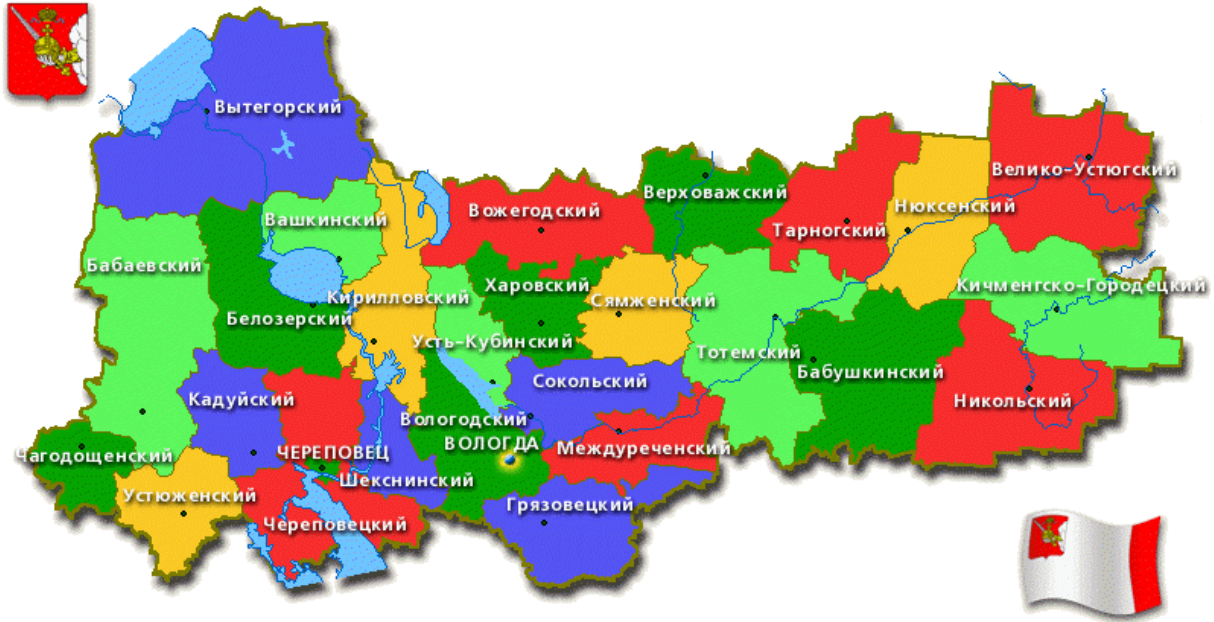 Вытегорский
Велико-Устюгский
Верховажский
Нюксенский
Вожегодский
Вашкинский
Тарногский
Бабаевский
Харовский
Кичменгско-Городецкий
Кирилловский
Сямженский
Белозерский
Усть-Кубинский
Тотемский
Бабушкинский
Сокольский
Кадуйский
Никольский
Вологодский
ВОЛОГДА
Междуреченский
ЧЕРЕПОВЕЦ
Чагодощенский
Шекснинский
Устюженский
Грязовецкий
Череповецкий